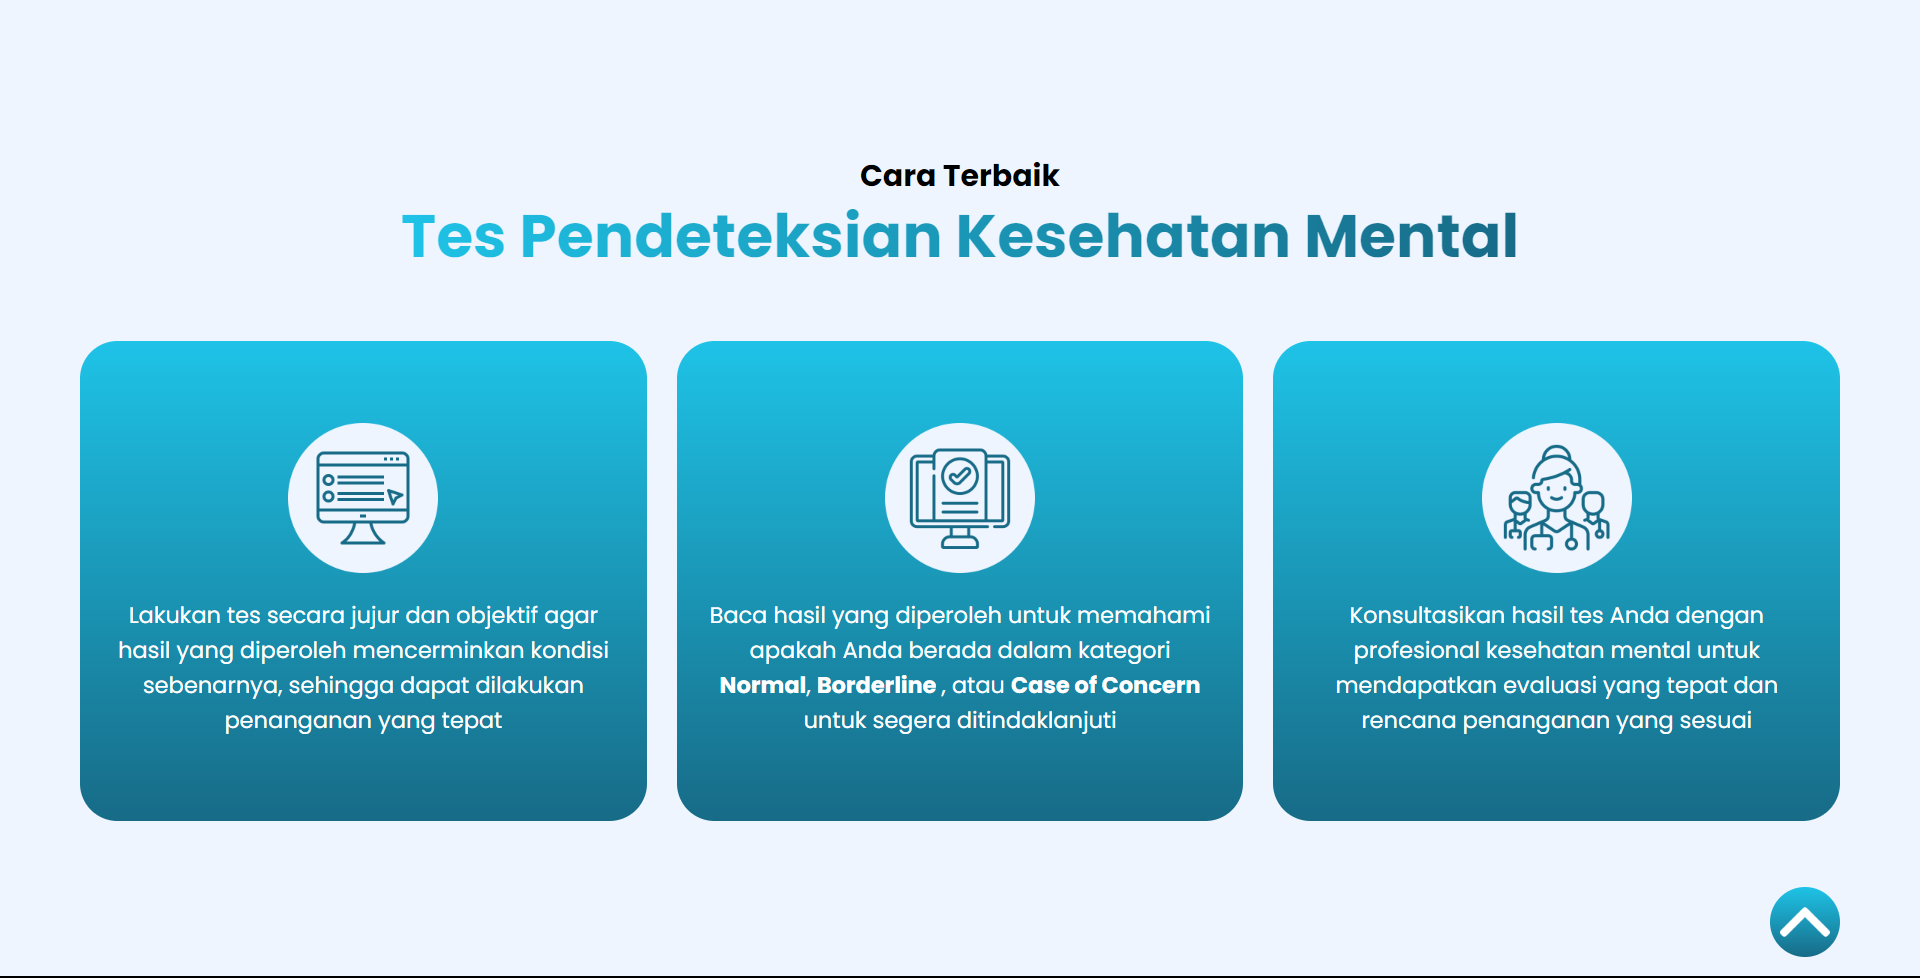 Cara Terbaik
Tes Pendeteksian Kesehatan Mental
Lakukan tes secara jujur dan objektif agar
hasil yang diperoleh mencerminkan kondisi
sebenarnya, sehingga dapat dilakukan
penanganan yang tepat
Baca hasil yang diperoleh untuk memahami
apakah Anda berada dalam kategori
Normal, Borderline , atau Case of Concern
untuk segera ditindaklanjuti
Konsultasikan hasil tes Anda dengan
profesional kesehatan mental untuk
mendapatkan evaluasi yang tepat dan
rencana penanganan yang sesuai